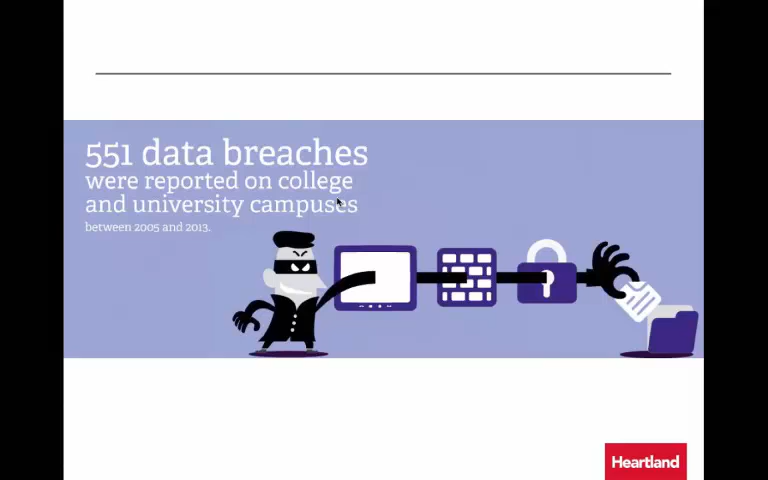 551 data breaches
were reported on college
and university campuses
between 2005 and 2013.
Heartland